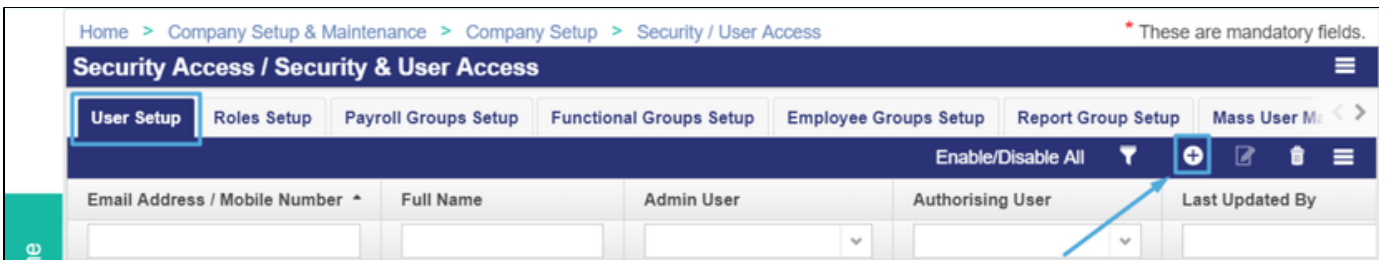 Home > Company Setup & Maintenance > Company Setup > Security / User Access * These are mandatory fields.
Security Access / Security & User Access
User Setup Roles Setup Payroll Groups Setup Functional Groups Setup Employee Groups Setup Report Group Setup Mass User
Enable/Disable All
Email Address / Mobile Number Full Name Admin User Authorising User Last Updated By